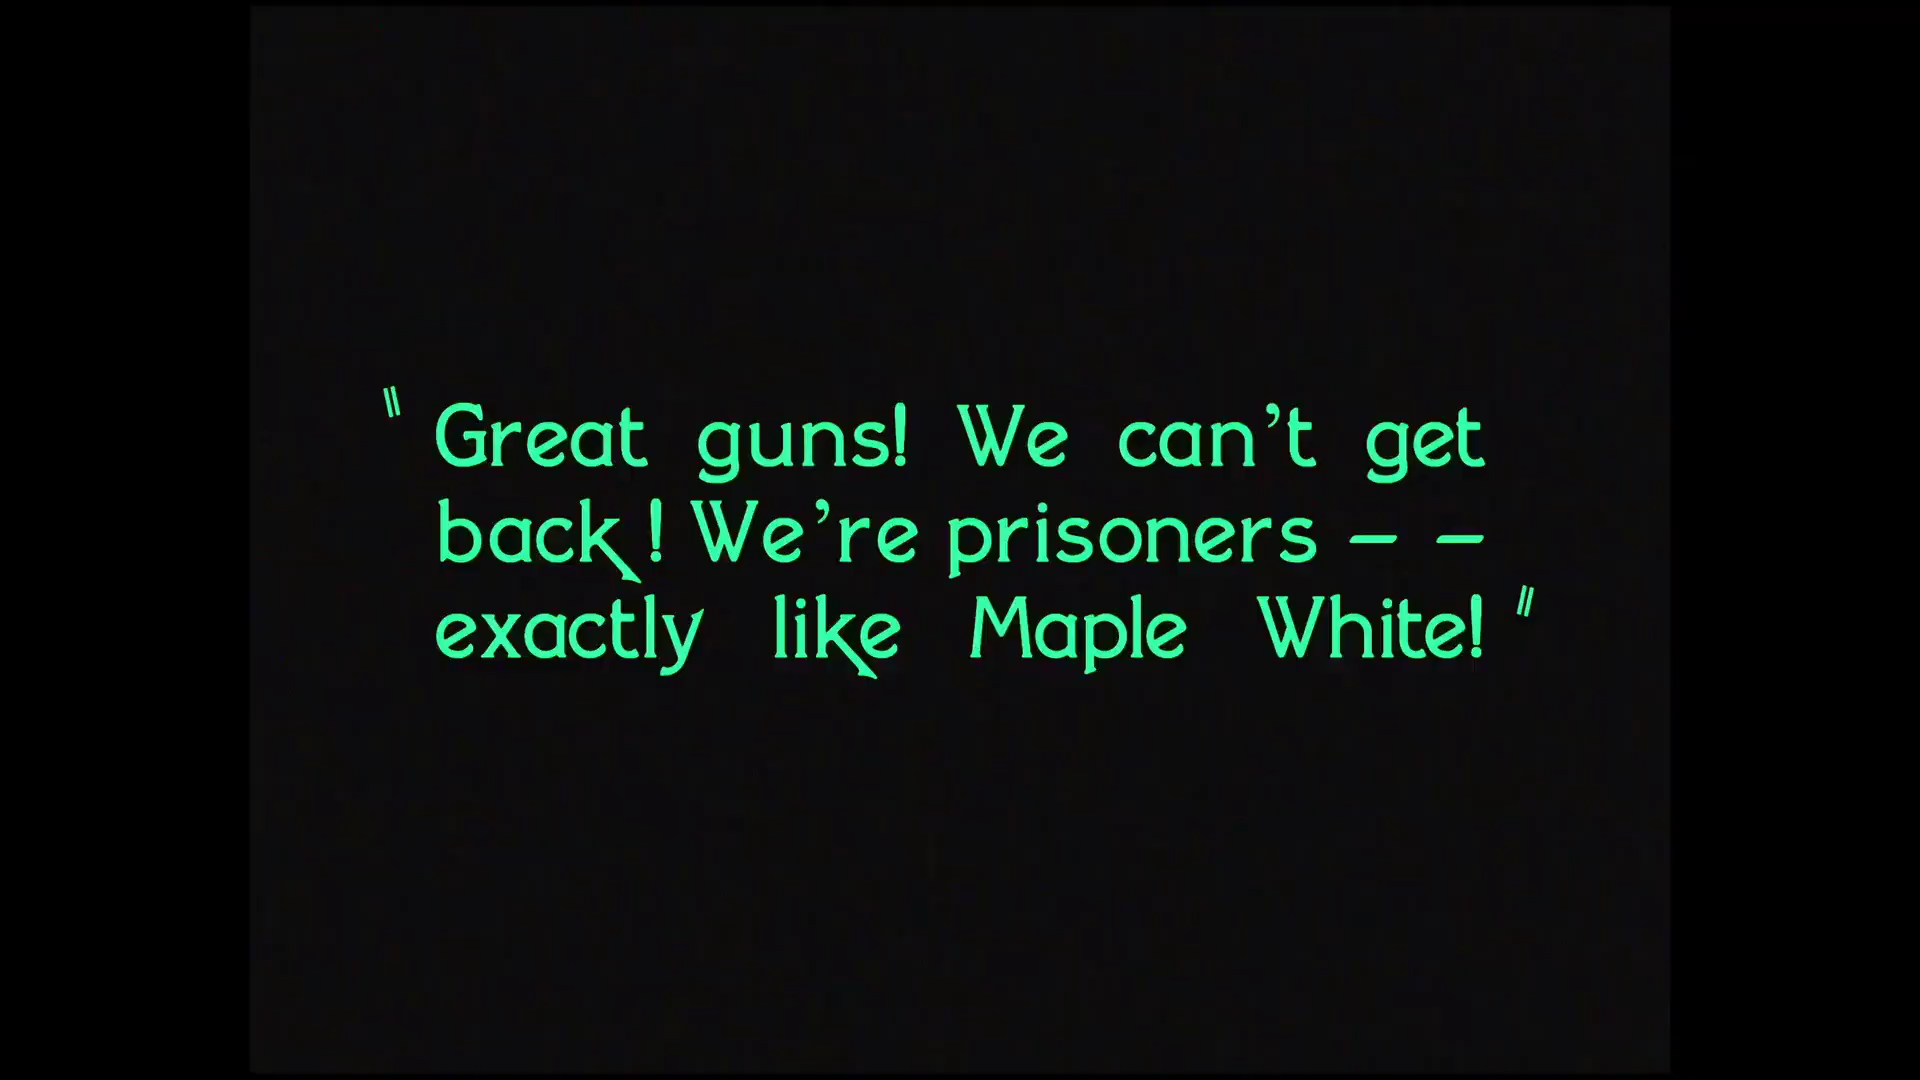 "Great guns! We can't get
back! We're prisoners – –
exactly like Maple White!"